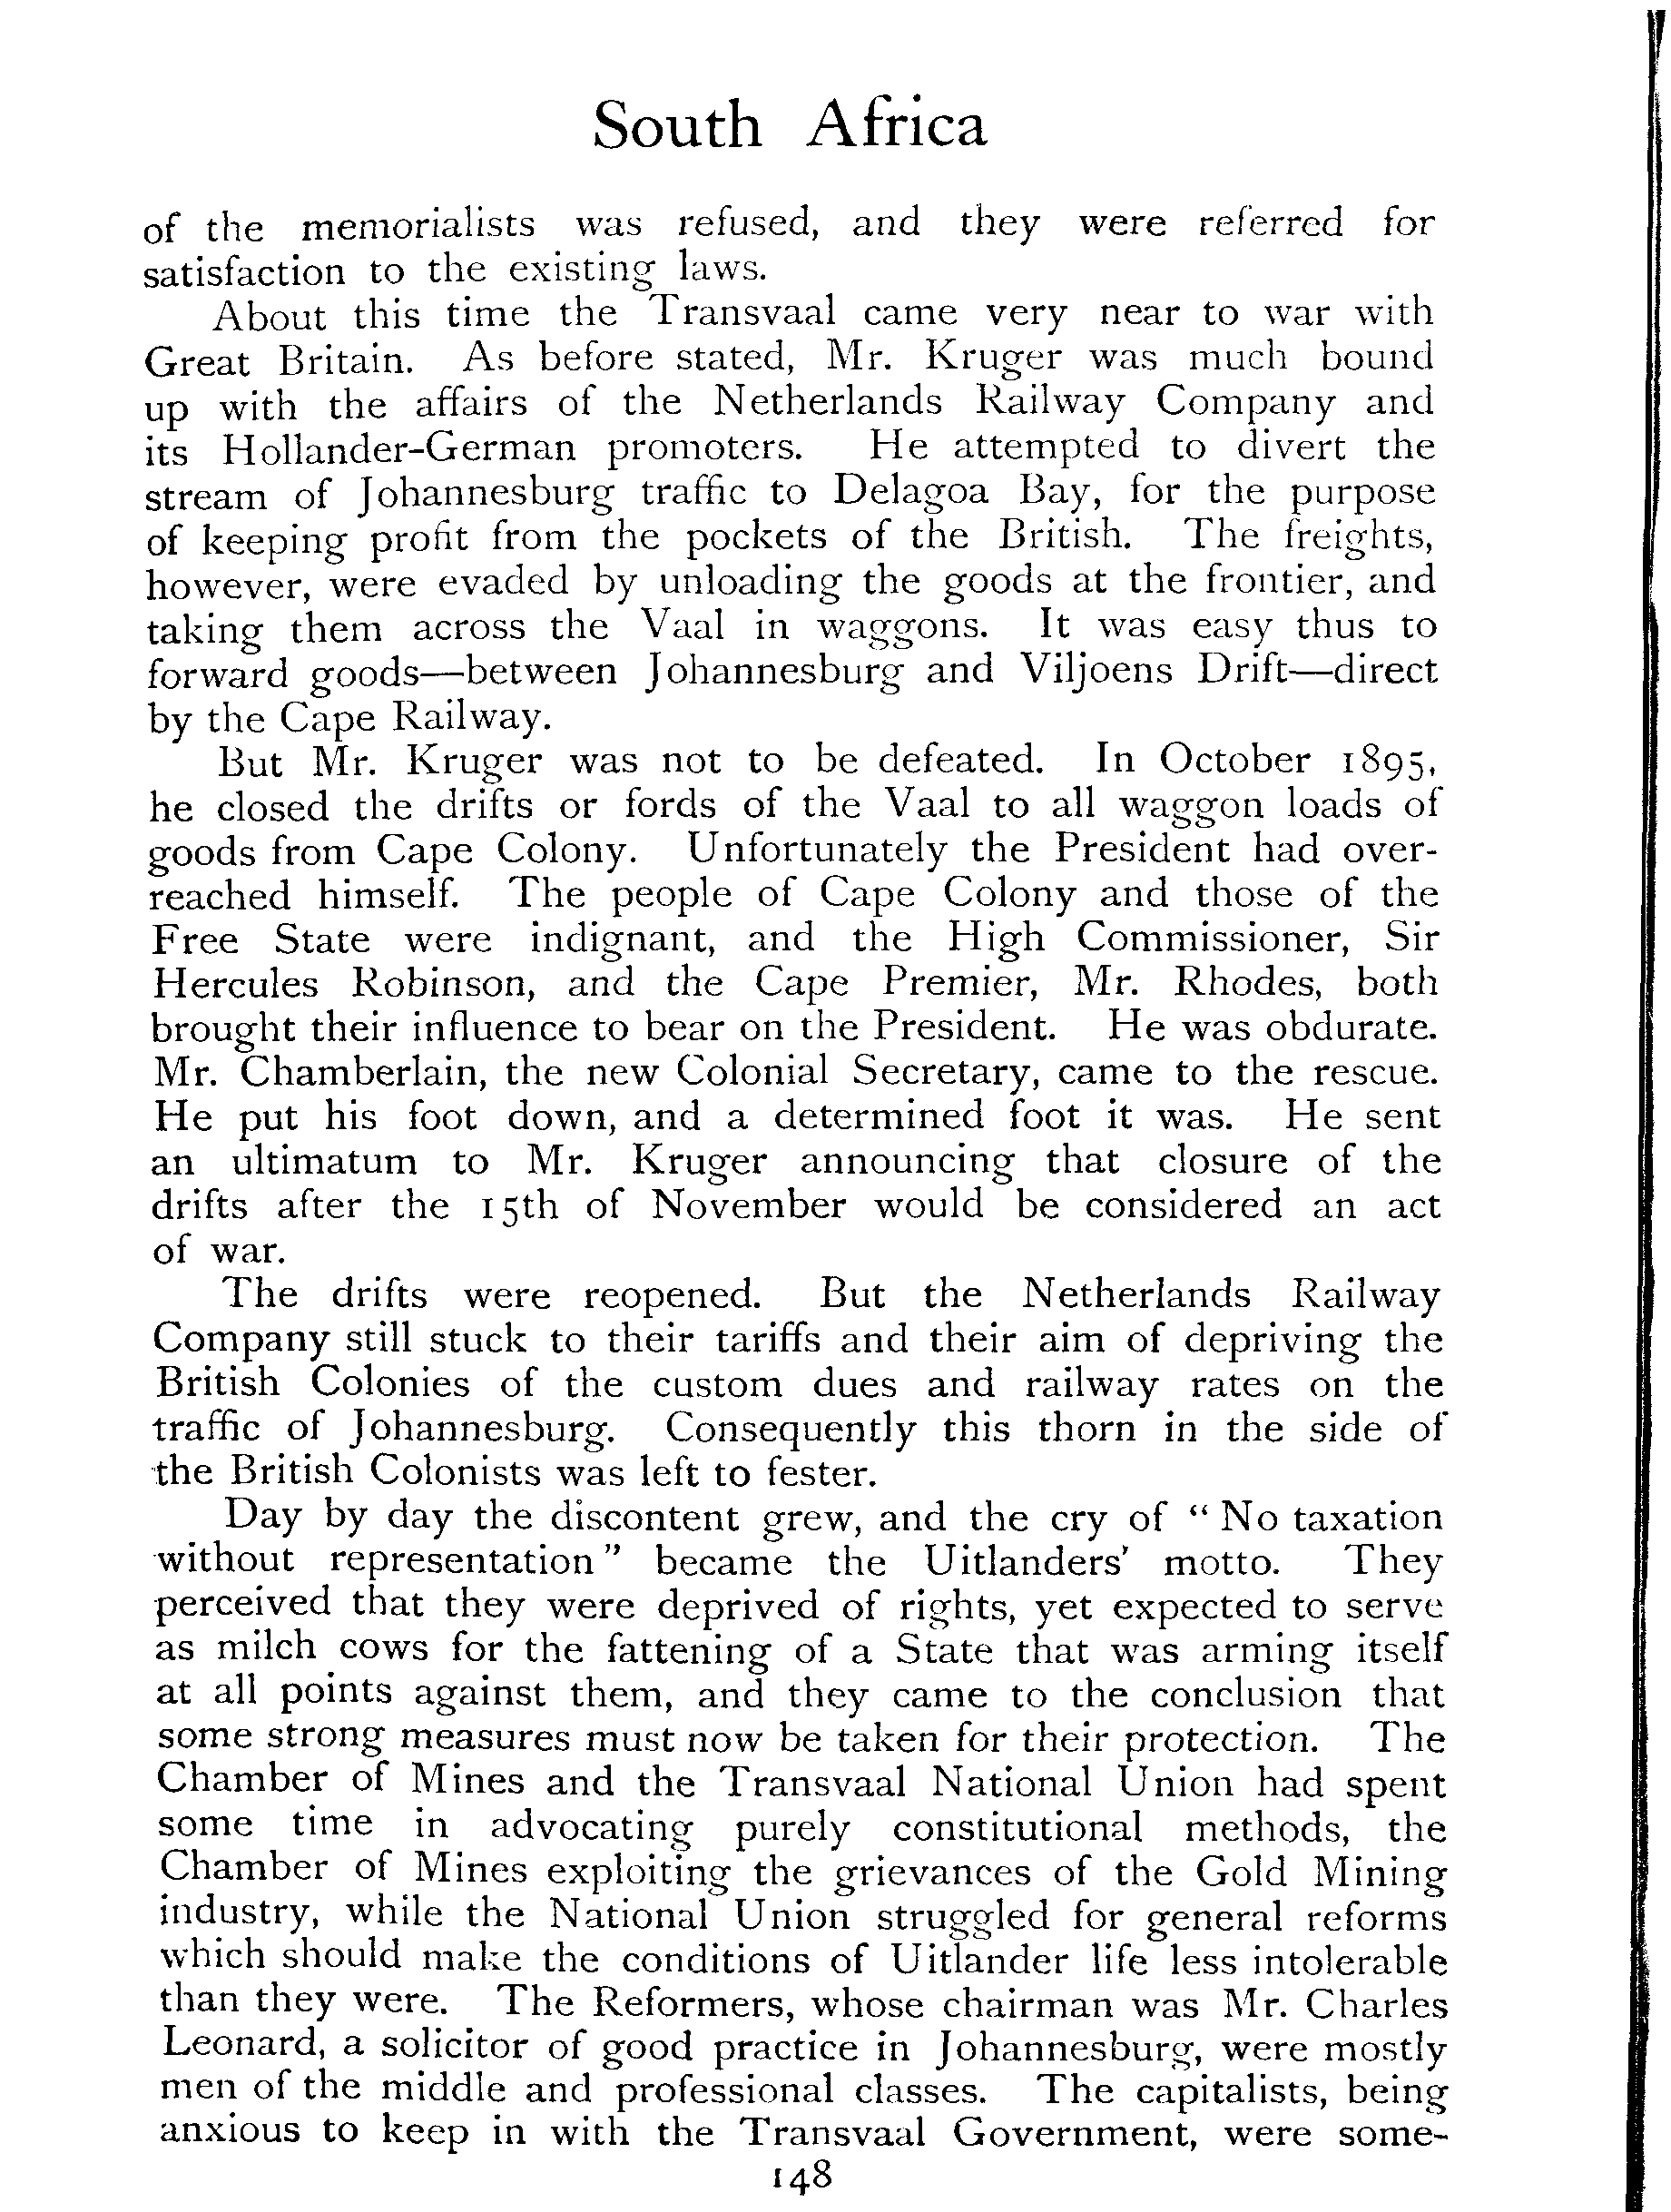 South Africa
of the memorialists was refused, and they were referred for
satisfaction to the existing laws.
About this time the Transvaal came very near to war with
Great Britain. As before stated, Mr. Kruger was much bound
up with the affairs of the Netherlands Railway Company and
its Hollander-German promoters. He attempted to divert the
stream of Johannesburg traffic to Delagoa Bay, for the purpose
of keeping profit from the pockets of the British. The freights,
however, were evaded by unloading the goods at the frontier, and
taking them across the Vaal in waggons. It was easy thus to
forward goods—between Johannesburg and Viljoens Drift—direct
by the Cape Railway.
But Mr. Kruger was not to be defeated. In October 1895,
he closed the drifts or fords of the Vaal to all waggon loads of
goods from Cape Colony. Unfortunately the President had over-
reached himself. The people of Cape Colony and those of the
Free State were indignant, and the High Commissioner, Sir
Hercules Robinson, and the Cape Premier, Mr. Rhodes, both
brought their influence to bear on the President. He was obdurate.
Mr. Chamberlain, the new Colonial Secretary, came to the rescue.
He put his foot down, and a determined foot it was. He sent
an ultimatum to Mr. Kruger announcing that closure of the
drifts after the 15th of November would be considered an act
of war.
The drifts were reopened. But the Netherlands Railway
Company still stuck to their tariffs and their aim of depriving the
British Colonies of the custom dues and railway rates on the
traffic of Johannesburg. Consequently this thorn in the side of
the British Colonists was left to fester.
Day by day the discontent grew, and the cry of “ No taxation
without representation ” became the Uitlanders’ motto. They
perceived that they were deprived of rights, yet expected to serve
as milch cows for the fattening of a State that was arming itself
at all points against them, and they came to the conclusion that
some strong measures must now be taken for their protection. The
Chamber of Mines and the Transvaal National Union had spent
some time in advocating purely constitutional methods, the
Chamber of Mines exploiting the grievances of the Gold Mining
industry, while the National Union struggled for general reforms
which should make the conditions of Uitlander life less intolerable
than they were. The Reformers, whose chairman was Mr. Charles
Leonard, a solicitor of good practice in Johannesburg, were mostly
men of the middle and professional classes. The capitalists, being
anxious to keep in with the Transvaal Government, were some-
148